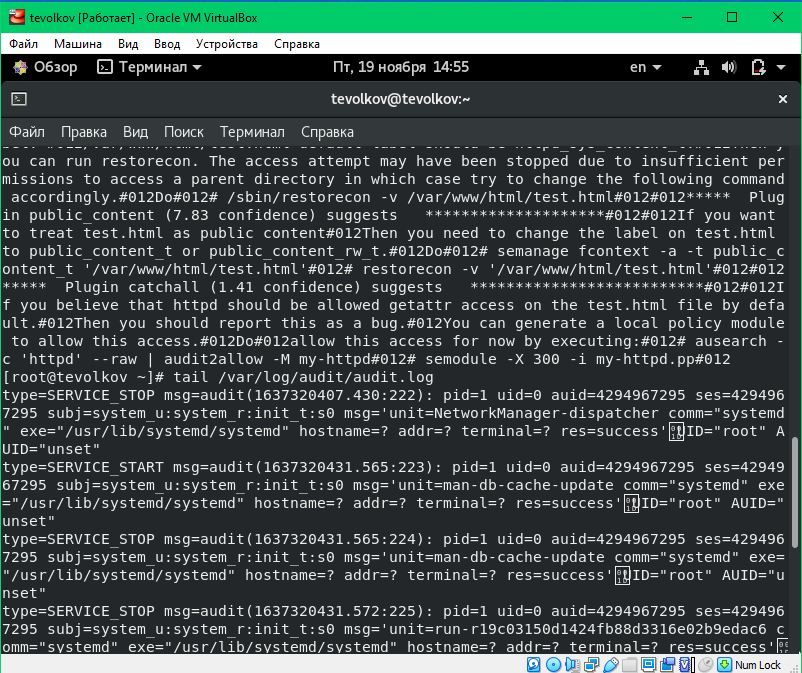 tevolkov [Работает] - Oracle VM VirtualBox
Файл Машина Вид Ввод Устройства Справка
Обзор Терминал Пт, 19 ноября 14:55 en
tevolkov@tevolkov:~
Файл Правка Вид Поиск Терминал Справка
ou can run restorecon. The access attempt may have been stopped due to insufficient per
missions to access a parent directory in which case try to change the following command
 accordingly.#012Do#012# /sbin/restorecon -v /var/www/html/test.html#012#012*****  Plug
in public_content (7.83 confidence) suggests   ********************#012#012If you want
to treat test.html as public content#012Then you need to change the label on test.html
to public_content_t or public_content_rw_t.#012Do#012# semanage fcontext -a -t public_c
ontent_t '/var/www/html/test.html'#012# restorecon -v '/var/www/html/test.html'#012#012
*****  Plugin catchall (1.41 confidence) suggests   **************************#012#012I
f you believe that httpd should be allowed getattr access on the test.html file by defa
ult.#012Then you should report this as a bug.#012You can generate a local policy module
 to allow this access.#012Do#012allow this access for now by executing:#012# ausearch -
c 'httpd' --raw | audit2allow -M my-httpd#012# semodule -X 300 -i my-httpd.pp#012
[root@tevolkov ~]# tail /var/log/audit/audit.log
type=SERVICE_STOP msg=audit(1637320407.430:222): pid=1 uid=0 auid=4294967295 ses=429496
7295 subj=system_u:system_r:init_t:s0 msg='unit=NetworkManager-dispatcher comm="systemd
" exe="/usr/lib/systemd/systemd" hostname=? addr=? terminal=? res=success'UID="root" A
UID="unset"
type=SERVICE_START msg=audit(1637320431.565:223): pid=1 uid=0 auid=4294967295 ses=42949
67295 subj=system_u:system_r:init_t:s0 msg='unit=man-db-cache-update comm="systemd" exe
="/usr/lib/systemd/systemd" hostname=? addr=? terminal=? res=success'UID="root" AUID="
unset"
type=SERVICE_STOP msg=audit(1637320431.565:224): pid=1 uid=0 auid=4294967295 ses=429496
7295 subj=system_u:system_r:init_t:s0 msg='unit=man-db-cache-update comm="systemd" exe=
"/usr/lib/systemd/systemd" hostname=? addr=? terminal=? res=success'UID="root" AUID="u
nset"
type=SERVICE_STOP msg=audit(1637320431.572:225): pid=1 uid=0 auid=4294967295 ses=429496
7295 subj=system_u:system_r:init_t:s0 msg='unit=run-r19c03150d1424fb88d3316e02b9edac6 c
omm="systemd" exe="/usr/lib/systemd/systemd" hostname=? addr=? terminal=? res=success'
Num Lock